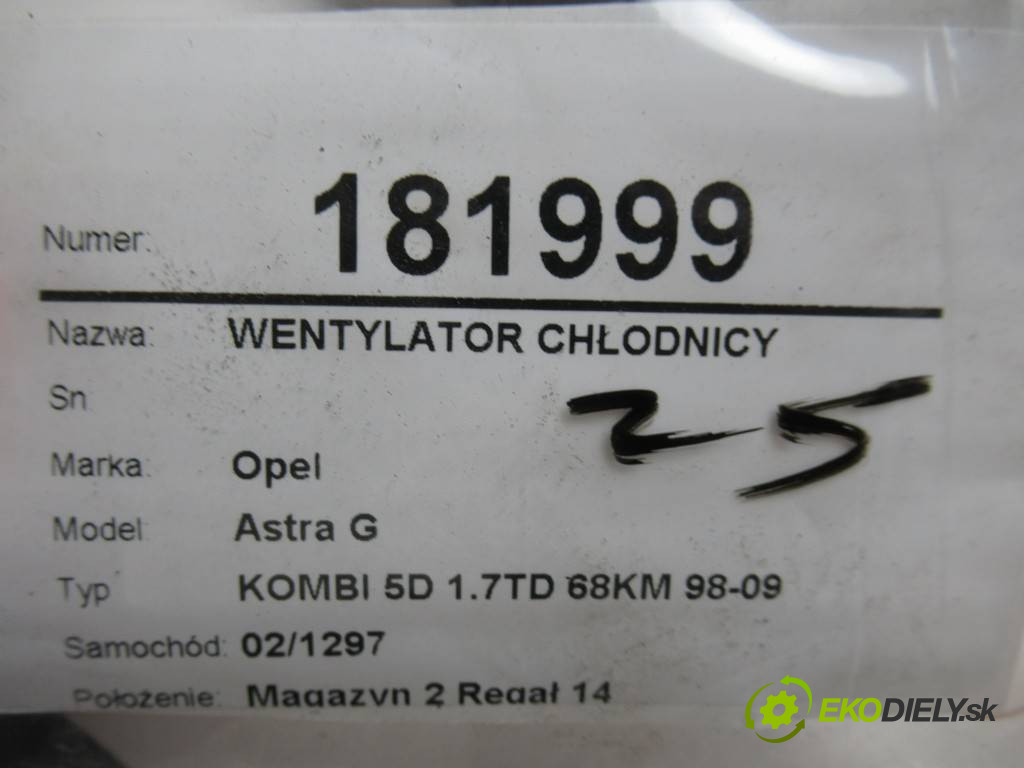 Numer: 181999
Nazwa: WENTYLATOR CHŁODNICY
Sn
25
Marka: Opel
Model Astra G
Typ KOMBI 5D 1.7TD 68KM 98-09
Samochód: 02/1297
Położenie: Magazyn 2 Regał 14
EKODIELY.sk